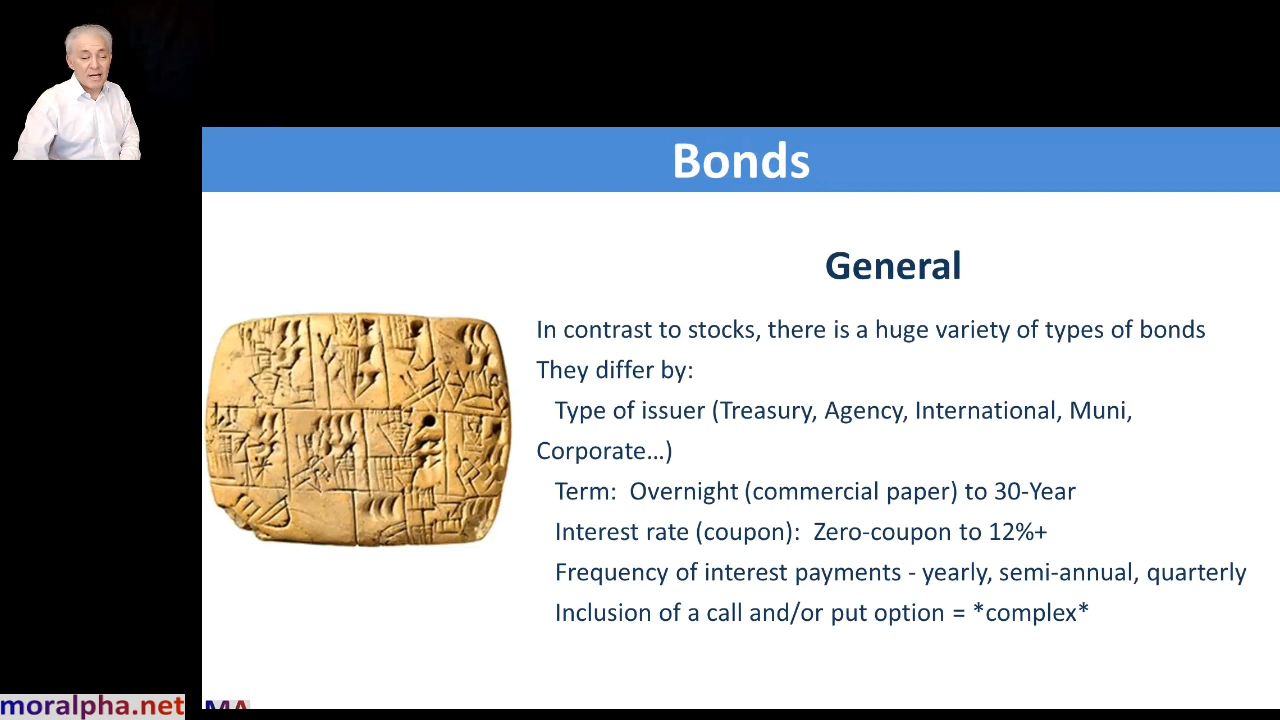 Bonds
General
In contrast to stocks, there is a huge variety of types of bonds
They differ by:
Type of issuer (Treasury, Agency, International, Muni,
Corporate…)
Term:  Overnight (commercial paper) to 30-Year
Interest rate (coupon):  Zero-coupon to 12%+
Frequency of interest payments - yearly, semi-annual, quarterly
Inclusion of a call and/or put option = *complex*
moralpha.net
MA